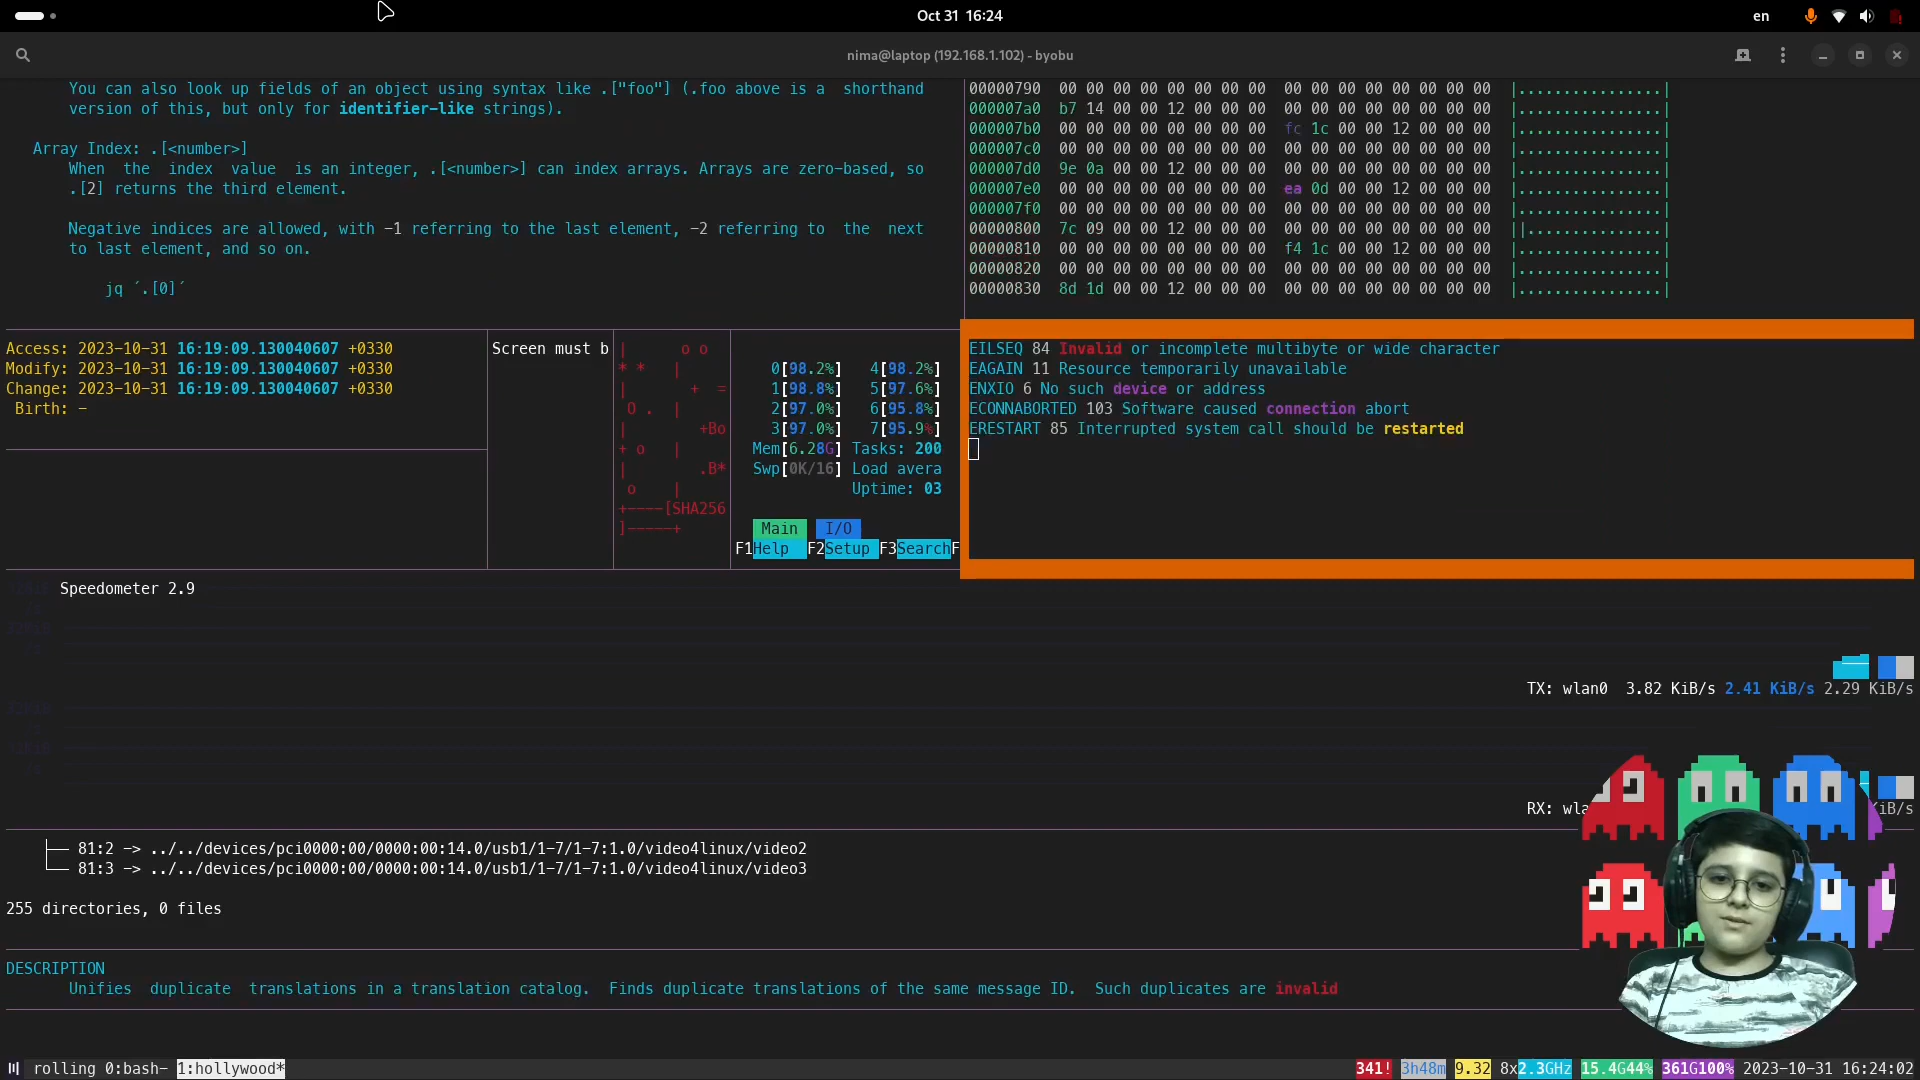 Oct 31 16:24
en
nima@laptop (192.168.1.102) - byobu
You can also look up fields of an object using syntax like .["foo"] (.foo above is a shorthand
version of this, but only for identifier-like strings).
Array Index: .[<number>]
When the index value is an integer, .[<number>] can index arrays. Arrays are zero-based, so
.[2] returns the third element.
Negative indices are allowed, with -1 referring to the last element, -2 referring to the next
to last element, and so on.
jq ´.[0]´
00000790 00 00 00 00 00 00 00 00 00 00 00 00 00 00 00 00 |................|
000007a0 b7 14 00 00 12 00 00 00 00 00 00 00 00 00 00 00 |................|
000007b0 00 00 00 00 00 00 00 00 fc 1c 00 00 12 00 00 00 |................|
000007c0 00 00 00 00 00 00 00 00 00 00 00 00 00 00 00 00 |................|
000007d0 9e 0a 00 00 12 00 00 00 00 00 00 00 00 00 00 00 |................|
000007e0 00 00 00 00 00 00 00 00 ea 0d 00 00 12 00 00 00 |................|
000007f0 00 00 00 00 00 00 00 00 00 00 00 00 00 00 00 00 |................|
00000800 7c 09 00 00 12 00 00 00 00 00 00 00 00 00 00 00 ||...............|
00000810 00 00 00 00 00 00 00 00 f4 1c 00 00 12 00 00 00 |................|
00000820 00 00 00 00 00 00 00 00 00 00 00 00 00 00 00 00 |................|
00000830 8d 1d 00 00 12 00 00 00 00 00 00 00 00 00 00 00 |................|
Access: 2023-10-31 16:19:09.130040607 +0330
Modify: 2023-10-31 16:19:09.130040607 +0330
Change: 2023-10-31 16:19:09.130040607 +0330
Birth: -
Screen must b
| o o
* * |
| + =
O . |
| +Bo
+ o |
| .B*
o |
+----[SHA256
]-----+
0[98.2%] 4[98.2%]
1[98.8%] 5[97.6%]
2[97.0%] 6[95.8%]
3[97.0%] 7[95.9%]
Mem[6.28G] Tasks: 200
Swp[0K/16] Load avera
Uptime: 03
Main I/O
F1Help F2Setup F3SearchF
EILSEQ 84 Invalid or incomplete multibyte or wide character
EAGAIN 11 Resource temporarily unavailable
ENXIO 6 No such device or address
ECONNABORTED 103 Software caused connection abort
ERESTART 85 Interrupted system call should be restarted
Speedometer 2.9
TX: wlan0 3.82 KiB/s 2.41 KiB/s 2.29 KiB/s
RX: wla KiB/s
81:2 -> ../../devices/pci0000:00/0000:00:14.0/usb1/1-7/1-7:1.0/video4linux/video2
81:3 -> ../../devices/pci0000:00/0000:00:14.0/usb1/1-7/1-7:1.0/video4linux/video3
255 directories, 0 files
DESCRIPTION
Unifies duplicate translations in a translation catalog. Finds duplicate translations of the same message ID. Such duplicates are invalid
rolling 0:bash- 1:hollywood*
341! 3h48m 9.32 8x2.3GHz 15.4G44% 361G100% 2023-10-31 16:24:02